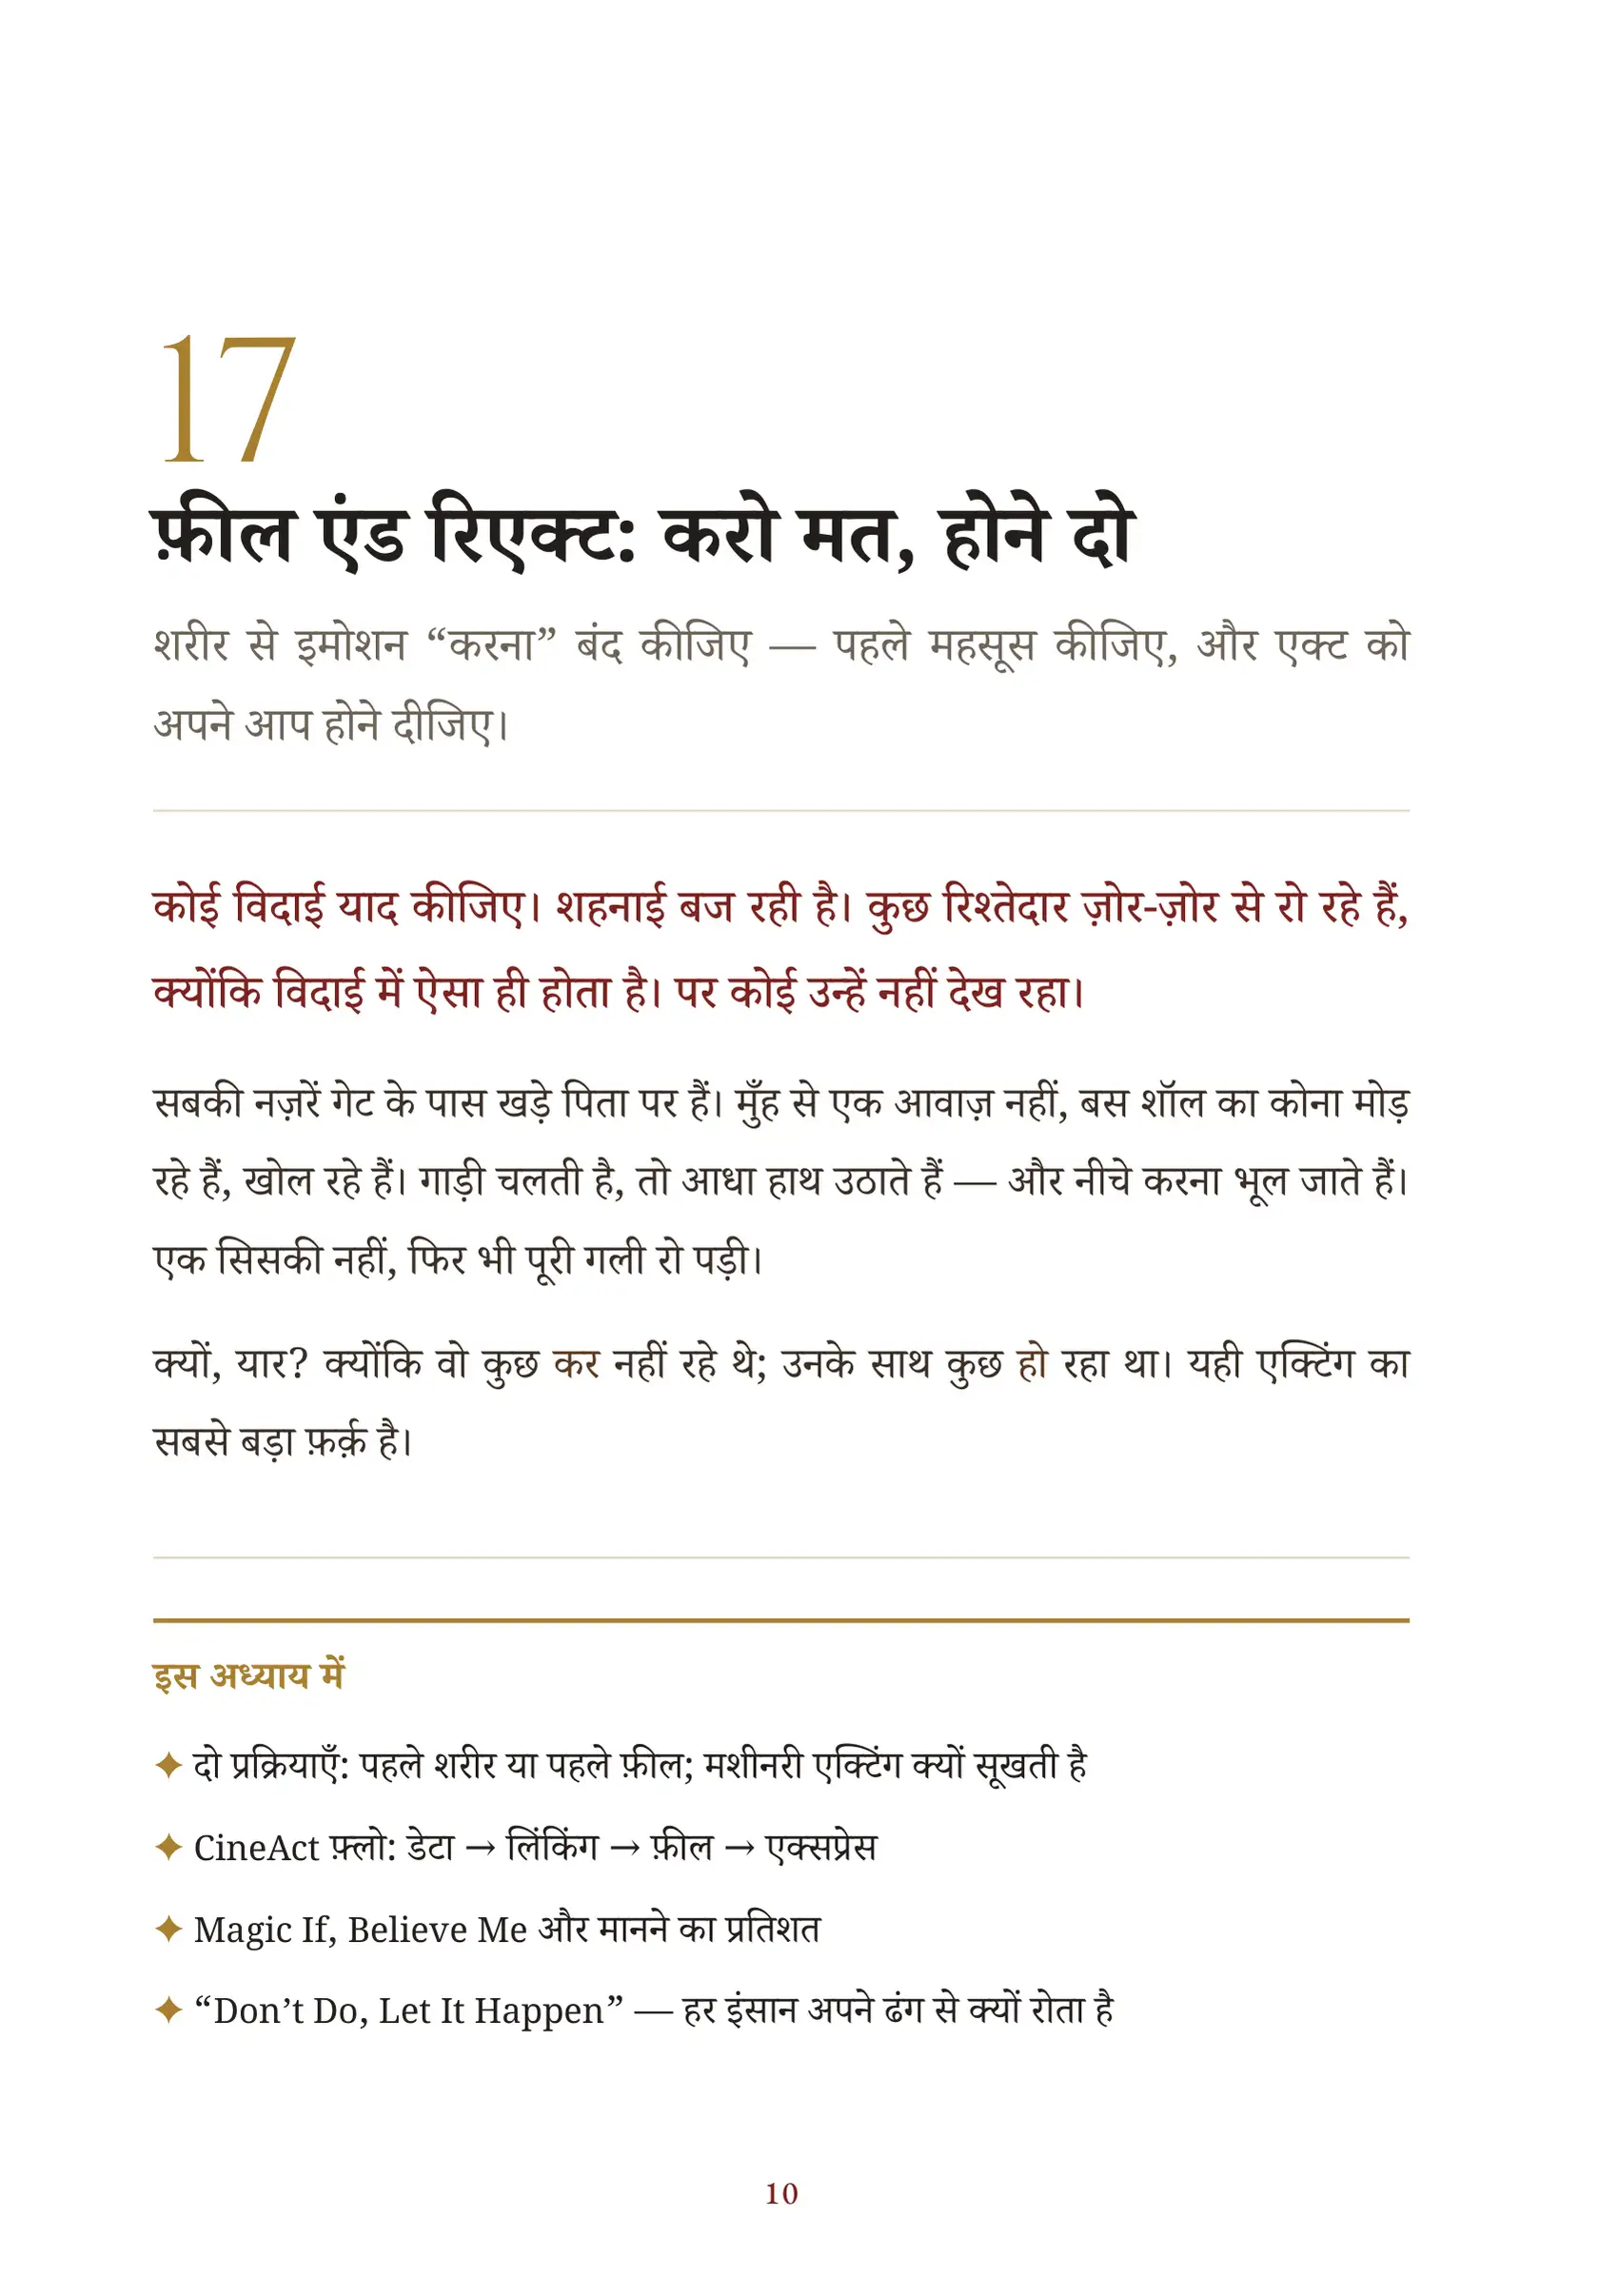 17
फ़ील एंड रिएक्ट: करो मत, होने दो
शरीर से इमोशन “करना” बंद कीजिए — पहले महसूस कीजिए, और एक्ट को
अपने आप होने दीजिए।
कोई विदाई याद कीजिए। शहनाई बज रही है। कुछ रिश्तेदार ज़ोर-ज़ोर से रो रहे हैं,
क्योंकि विदाई में ऐसा ही होता है। पर कोई उन्हें नहीं देख रहा।
सबकी नज़रें गेट के पास खड़े पिता पर हैं। मुँह से एक आवाज़ नहीं, बस शॉल का कोना मोड़
रहे हैं, खोल रहे हैं। गाड़ी चलती है, तो आधा हाथ उठाते हैं — और नीचे करना भूल जाते हैं।
एक सिसकी नहीं, फिर भी पूरी गली रो पड़ी।
क्यों, यार? क्योंकि वो कुछ कर नहीं रहे थे; उनके साथ कुछ हो रहा था। यही एक्टिंग का
सबसे बड़ा फ़र्क़ है।
इस अध्याय में
✦ दो प्रक्रियाएँ: पहले शरीर या पहले फ़ील; मशीनरी एक्टिंग क्यों सूखती है
✦ CineAct फ़्लो: डेटा → लिंकिंग → फ़ील → एक्सप्रेस
✦ Magic If, Believe Me और मानने का प्रतिशत
✦ “Don’t Do, Let It Happen” — हर इंसान अपने ढंग से क्यों रोता है
10